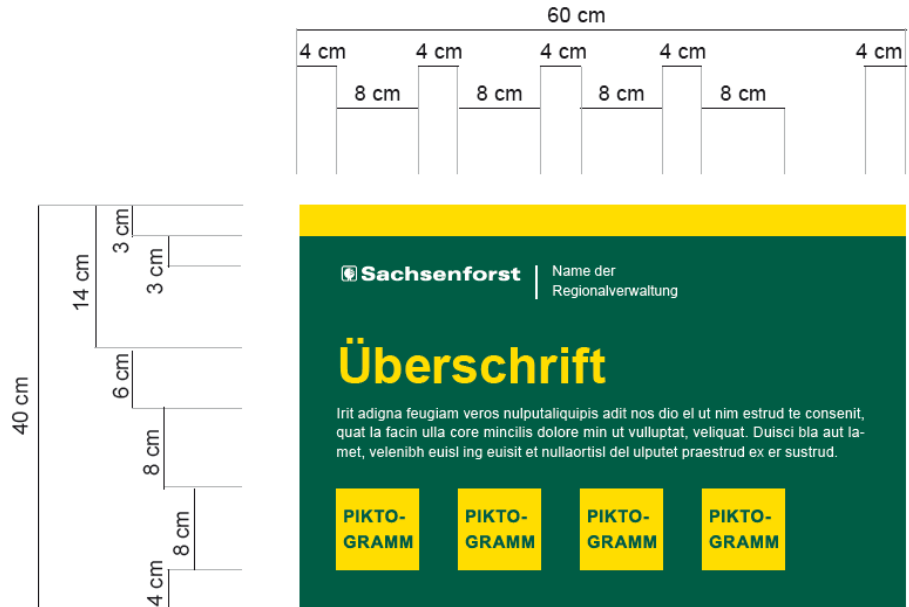 60 cm
4 cm 4 cm 4 cm 4 cm 4 cm
8 cm 8 cm 8 cm 8 cm
40 cm
14 cm
3 cm
3 cm
6 cm
8 cm
8 cm
4 cm
Sachsenforst
Name der
Regionalverwaltung
Überschrift
Irit adigna feugiam veros nulputaliquipis adit nos dio el ut nim estrud te consenit,
quat la facin ulla core mincilis dolore min ut vulluptat, veliquat. Duisci bla aut la-
met, velenibh euisl ing euisit et nullaortisl del ulputet praestrud ex er sustrud.
PIKTO-
GRAMM
PIKTO-
GRAMM
PIKTO-
GRAMM
PIKTO-
GRAMM